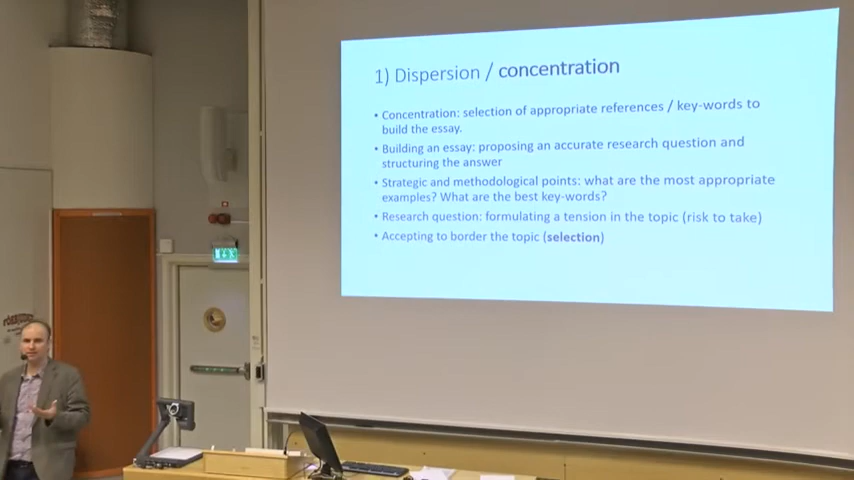 1) Dispersion / concentration
• Concentration: selection of appropriate references / key-words to
build the essay.
• Building an essay: proposing an accurate research question and
structuring the answer
• Strategic and methodological points: what are the most appropriate
examples? What are the best key-words?
• Research question: formulating a tension in the topic (risk to take)
• Accepting to border the topic (selection)